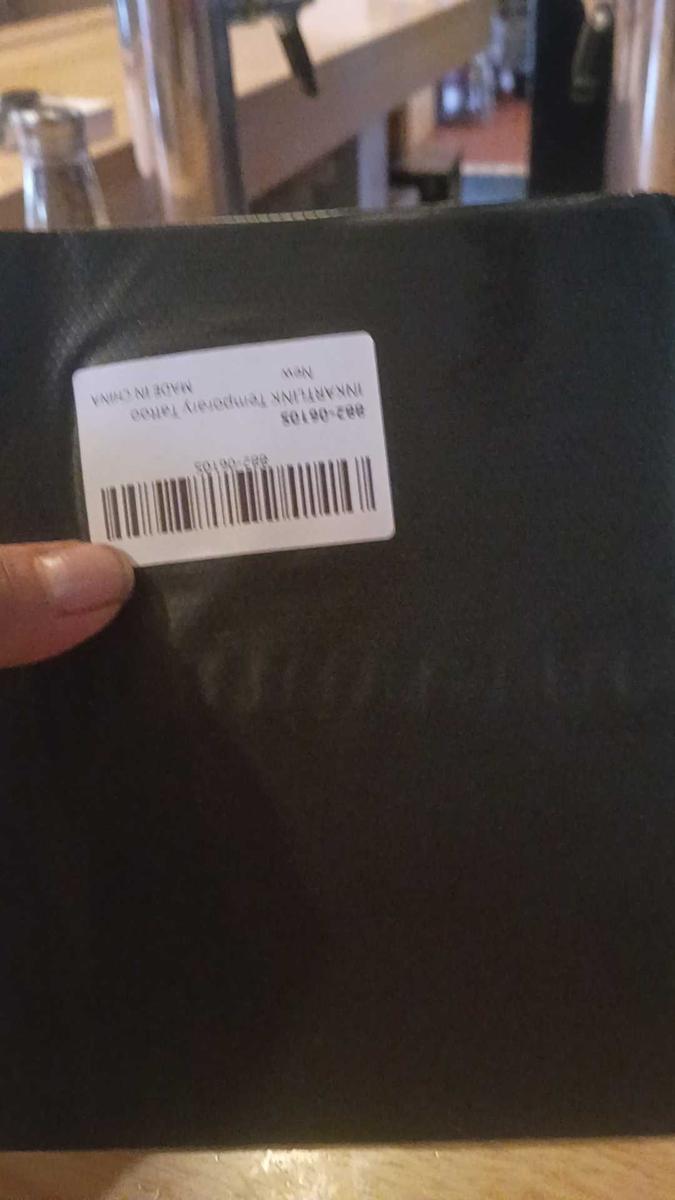 882-06105
882-06105
INKARTLINK Temporary Tattoo
New MADE IN CHINA